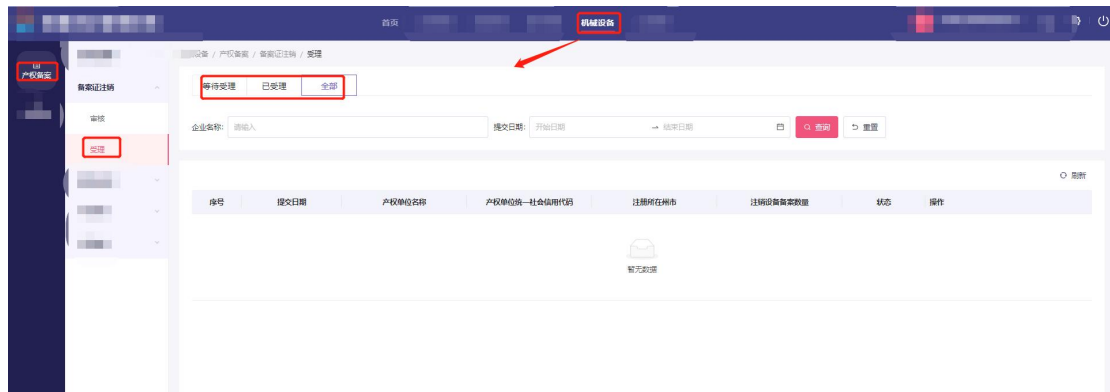 首页 机械设备
产权备案
设备 / 产权备案 / 备案证注销 / 受理
备案证注销
审核
受理
等待受理 已受理 全部
企业名称: 请输入 提交日期: 开始日期 → 结束日期 查询 重置
刷新
序号 提交日期 产权单位名称 产权单位统一社会信用代码 注册所在州市 注销设备备案数量 状态 操作
暂无数据